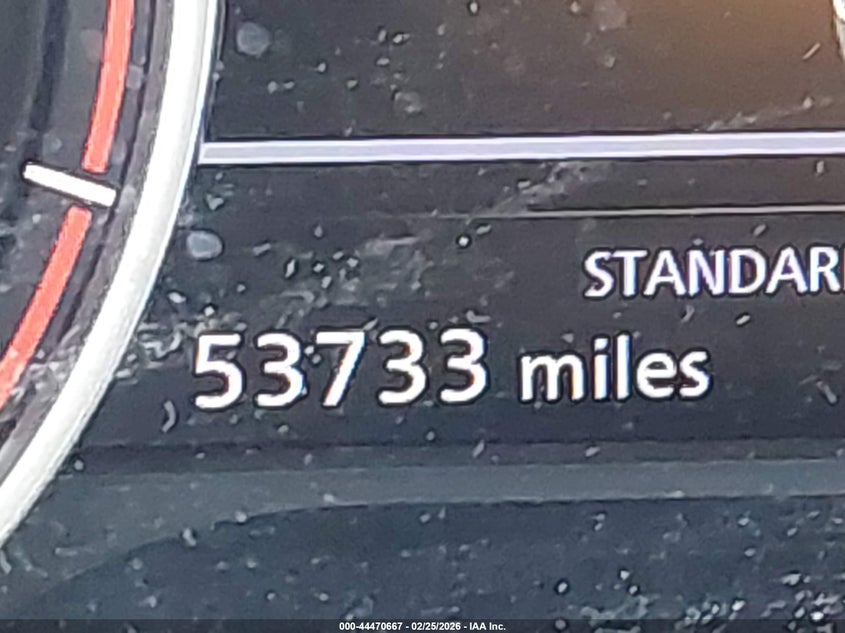 STANDAR
53733 miles
000-44470667 - 02/25/2026 - IAA Inc.